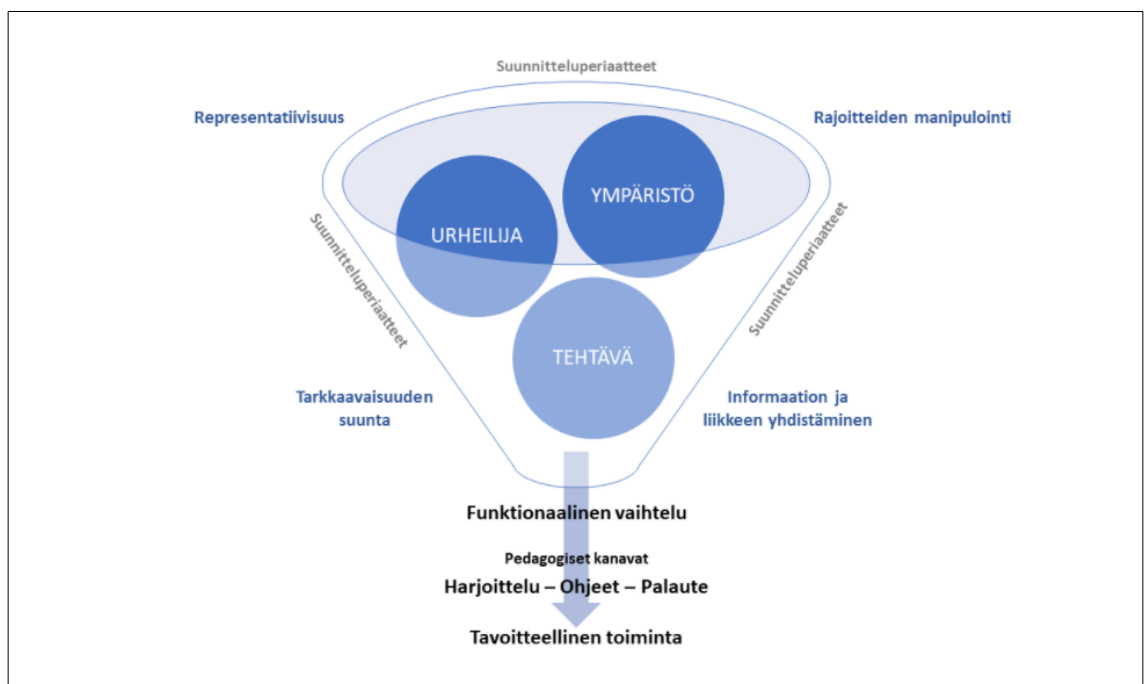 Suunnitteluperiaatteet
Representatiivisuus
Rajoitteiden manipulointi
YMPÄRISTÖ
URHEILIJA
Suunnitteluperiaatteet
Suunnitteluperiaatteet
TEHTÄVÄ
Tarkkaavaisuuden
suunta
Informaation ja
liikkeen yhdistäminen
Funktionaalinen vaihtelu
Pedagogiset kanavat
Harjoittelu – Ohjeet – Palaute
Tavoitteellinen toiminta